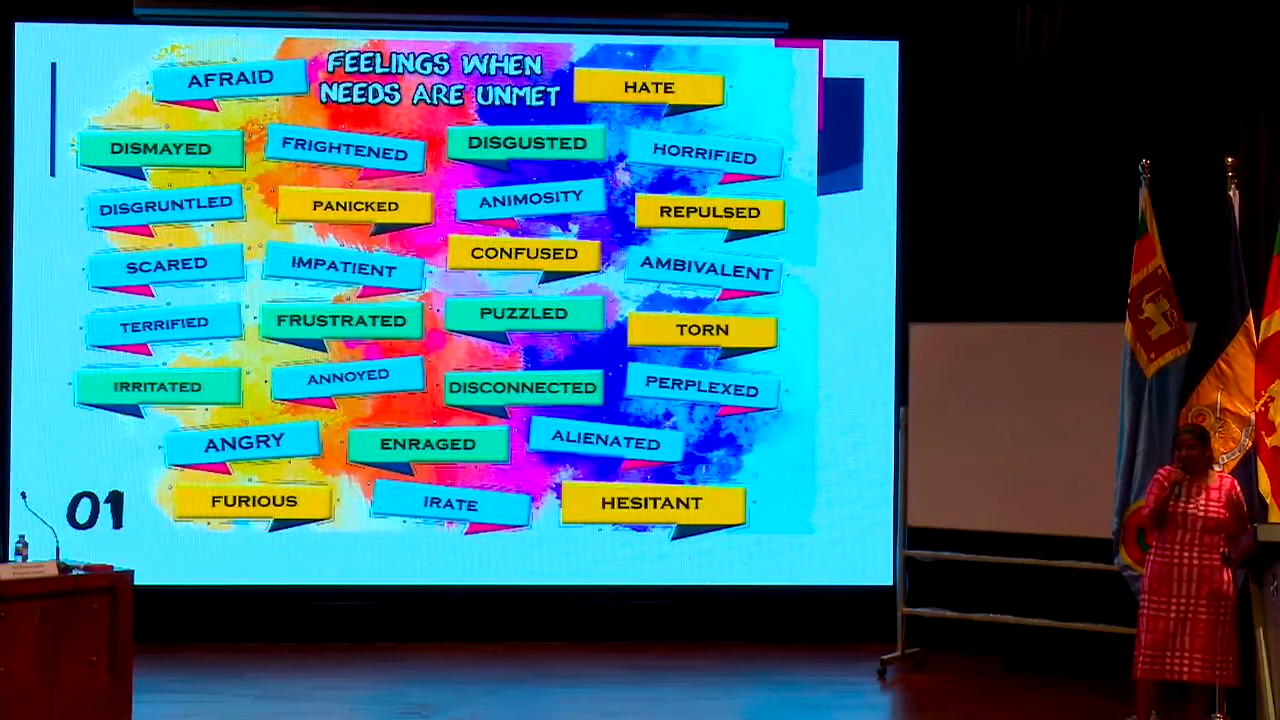 FEELINGS WHEN
NEEDS ARE UNMET
AFRAID
HATE
DISMAYED
FRIGHTENED
DISGUSTED
HORRIFIED
DISGRUNTLED
PANICKED
ANIMOSITY
REPULSED
SCARED
IMPATIENT
CONFUSED
AMBIVALENT
TERRIFIED
FRUSTRATED
PUZZLED
TORN
IRRITATED
ANNOYED
DISCONNECTED
PERPLEXED
ANGRY
ENRAGED
ALIENATED
FURIOUS
IRATE
HESITANT
01